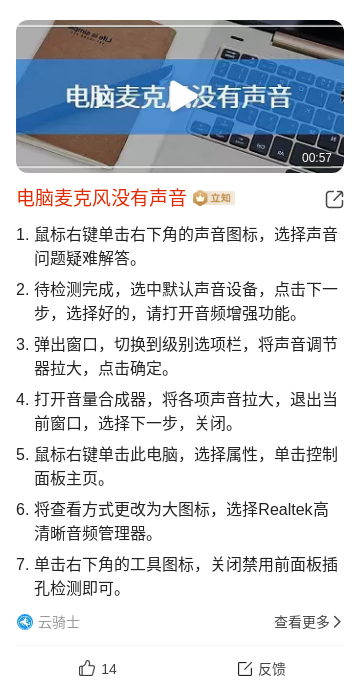 电脑麦克风没有声音
00:57
电脑麦克风没有声音 立知
1. 鼠标右键单击右下角的声音图标，选择声音
问题疑难解答。
2. 待检测完成，选中默认声音设备，点击下一
步，选择好的，请打开音频增强功能。
3. 弹出窗口，切换到级别选项栏，将声音调节
器拉大，点击确定。
4. 打开音量合成器，将各项声音拉大，退出当
前窗口，选择下一步，关闭。
5. 鼠标右键单击此电脑，选择属性，单击控制
面板主页。
6. 将查看方式更改为大图标，选择Realtek高
清晰音频管理器。
7. 单击右下角的工具图标，关闭禁用前面板插
孔检测即可。
云骑士 查看更多
14 反馈